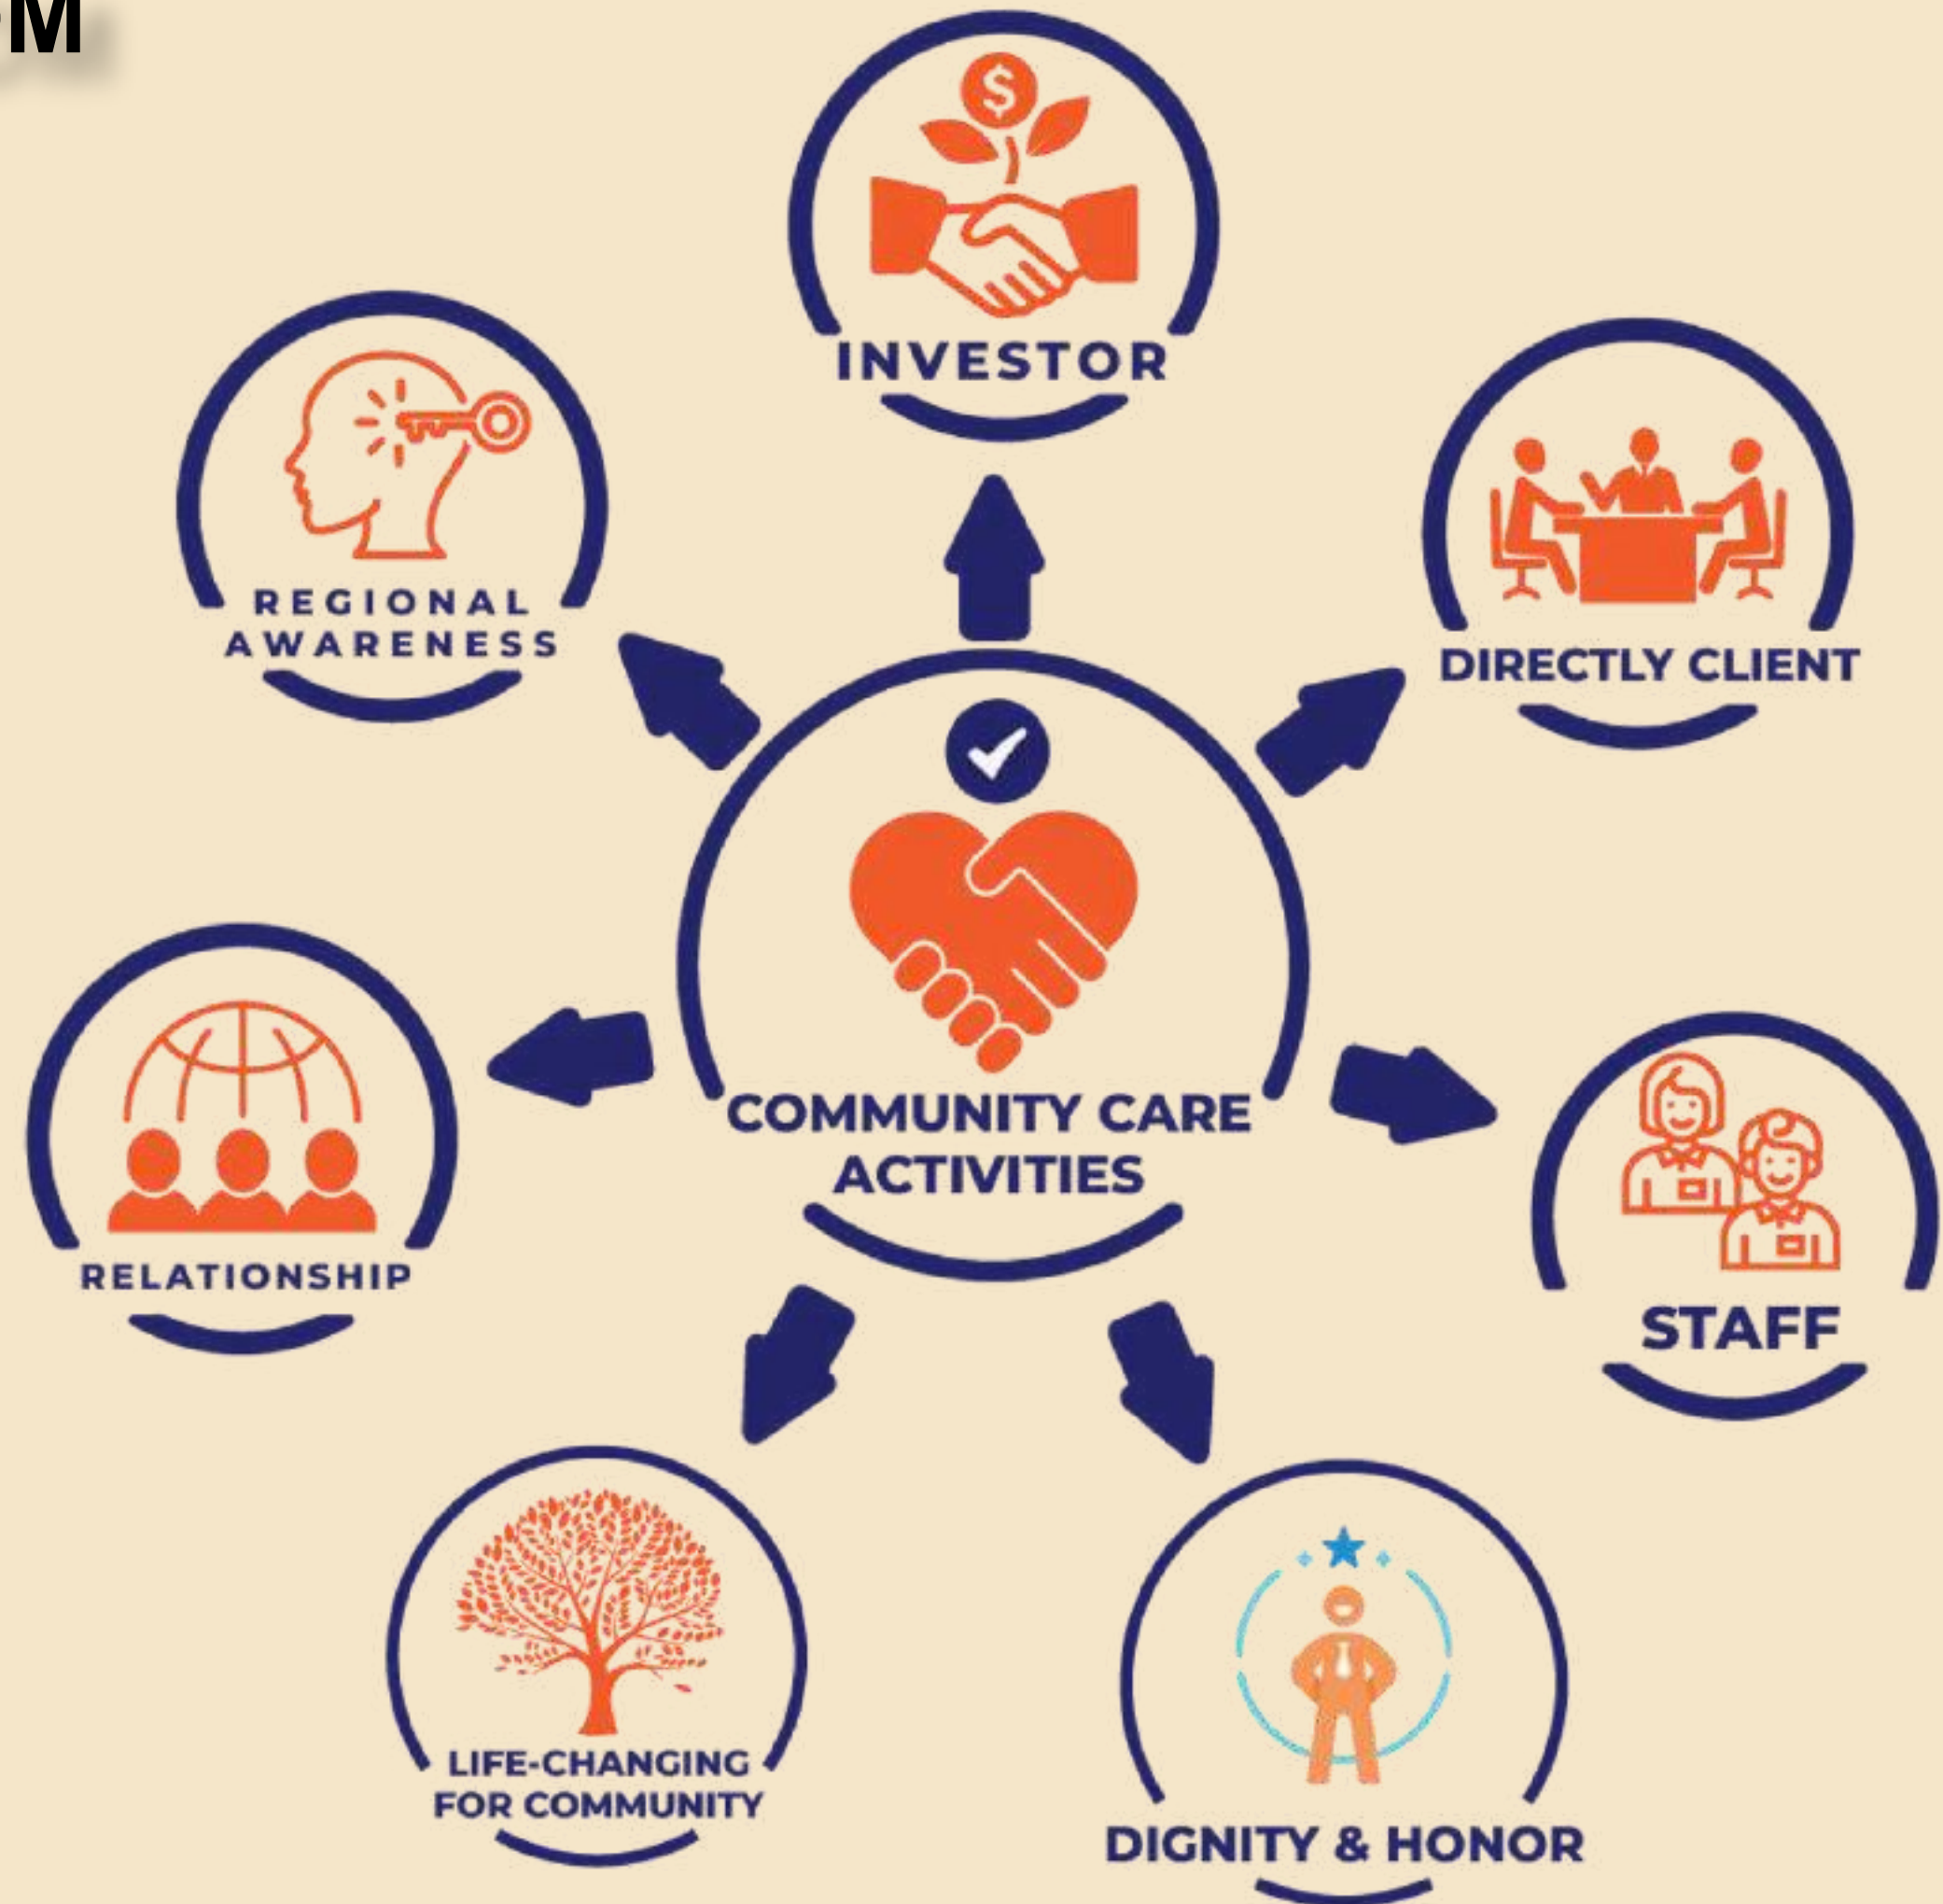 M
INVESTOR
REGIONAL
AWARENESS
DIRECTLY CLIENT
COMMUNITY CARE
ACTIVITIES
RELATIONSHIP
STAFF
LIFE-CHANGING
FOR COMMUNITY
DIGNITY & HONOR